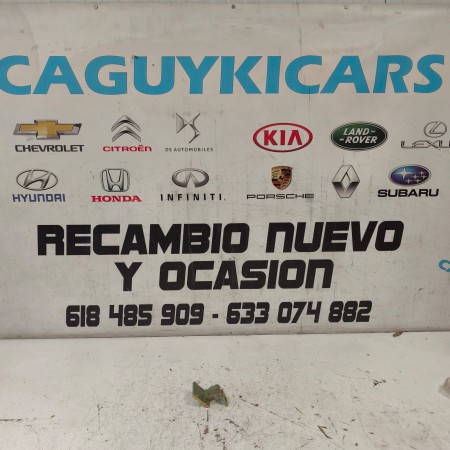 CAGUYKICARS
CHEVROLET CITROËN DS AUTOMOBILES KIA LAND ROVER LEXU
HYUNDAI HONDA INFINITI PORSCHE SUBARU
RECAMBIO NUEVO
Y OCASION
618 485 909 - 633 074 882